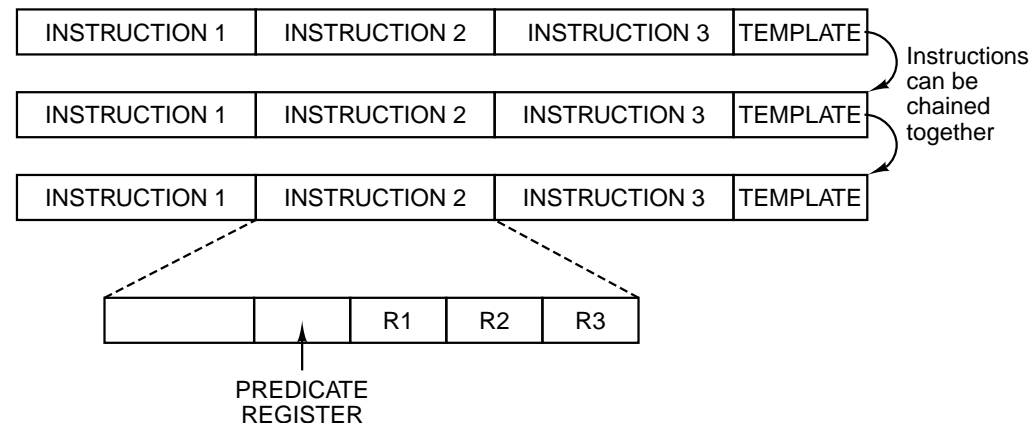 INSTRUCTION 1 INSTRUCTION 2 INSTRUCTION 3 TEMPLATE
Instructions
can be
chained
together
INSTRUCTION 1 INSTRUCTION 2 INSTRUCTION 3 TEMPLATE
INSTRUCTION 1 INSTRUCTION 2 INSTRUCTION 3 TEMPLATE
R1 R2 R3
PREDICATE
REGISTER